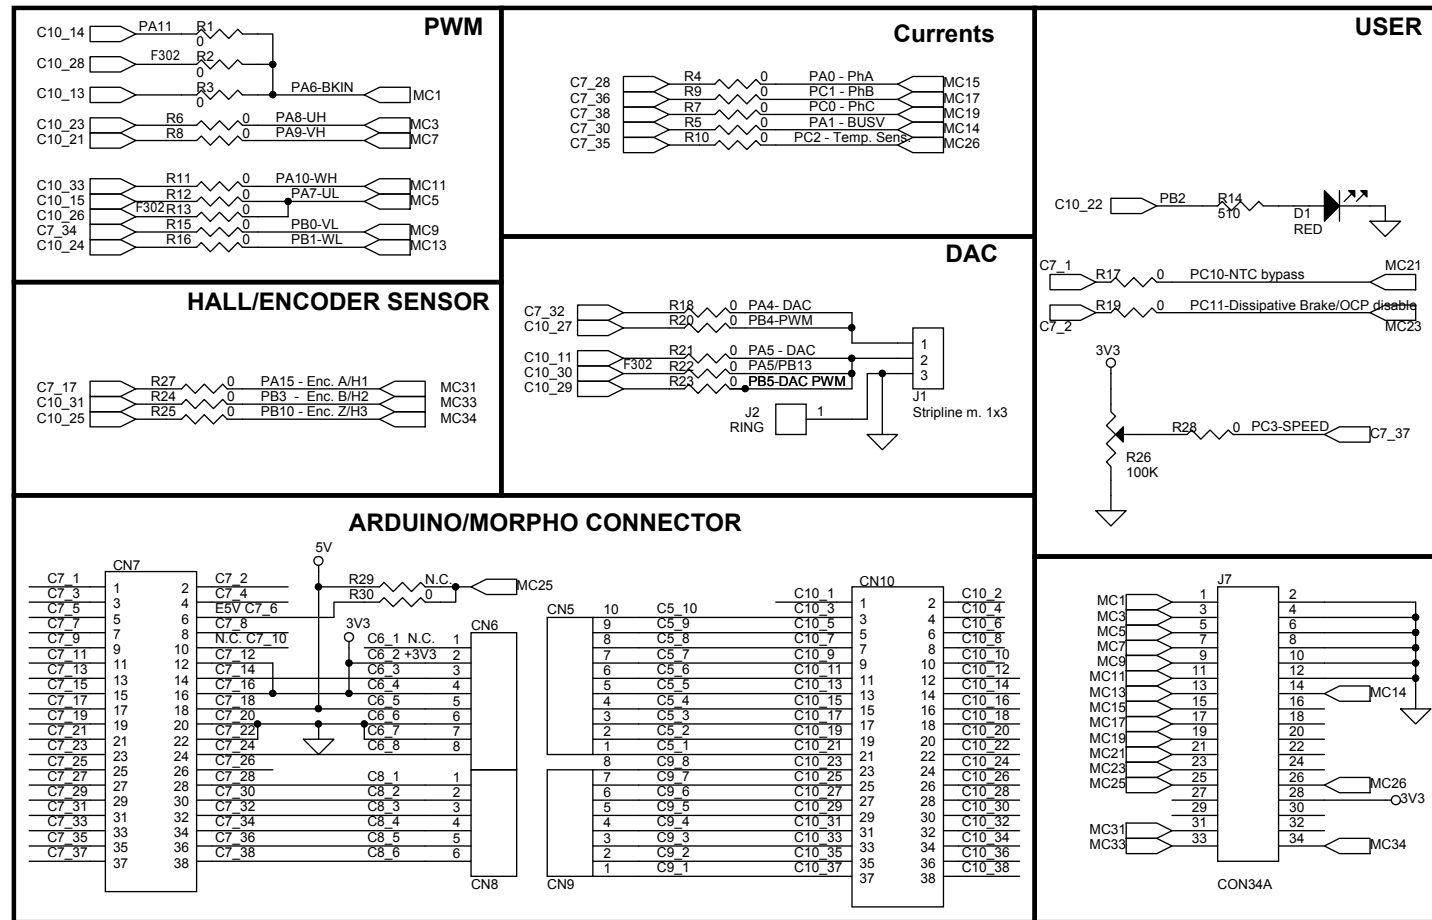 PWM
C10_14 PA11 R1 0
C10_28 F302 R2 0
C10_13 R3 0 PA6-BKIN MC1
C10_23 R6 0 PA8-UH MC3
C10_21 R8 0 PA9-VH MC7
C10_33 R11 0 PA10-WH MC11
C10_15 R12 0 PA7-UL MC5
C10_26 F302 R13 0
C7_34 R15 0 PB0-VL MC9
C10_24 R16 0 PB1-WL MC13
Currents
C7_28 R4 0 PA0 - PhA MC15
C7_36 R9 0 PC1 - PhB MC17
C7_38 R7 0 PC0 - PhC MC19
C7_30 R5 0 PA1 - BUSV MC14
C7_35 R10 0 PC2 - Temp. Sens. MC26
USER
C10_22 PB2 R14 510 D1 RED
C7_1 R17 0 PC10-NTC bypass MC21
C7_2 R19 0 PC11-Dissipative Brake/OCP disable MC23
3V3
R28 0 PC3-SPEED C7_37
R26
100K
HALL/ENCODER SENSOR
C7_17 R27 0 PA15 - Enc. A/H1 MC31
C10_31 R24 0 PB3 - Enc. B/H2 MC33
C10_25 R25 0 PB10 - Enc. Z/H3 MC34
DAC
C7_32 R18 0 PA4- DAC
C10_27 R20 0 PB4-PWM
C10_11 R21 0 PA5 - DAC
C10_30 F302 R22 0 PA5/PB13
C10_29 R23 0 PB5-DAC PWM
1
2
3
J1
Stripline m. 1x3
J2 1
RING
ARDUINO/MORPHO CONNECTOR
5V
R29 N.C. MC25
R30 0
3V3
CN7
C7_1 1 2 C7_2
C7_3 3 4 C7_4
C7_5 5 6 E5V C7_6
C7_7 7 8 C7_8
C7_9 9 10 N.C. C7_10
C7_11 11 12 C7_12
C7_13 13 14 C7_14
C7_15 15 16 C7_16
C7_17 17 18 C7_18
C7_19 19 20 C7_20
C7_21 21 22 C7_22
C7_23 23 24 C7_24
C7_25 25 26 C7_26
C7_27 27 28 C7_28
C7_29 29 30 C7_30
C7_31 31 32 C7_32
C7_33 33 34 C7_34
C7_35 35 36 C7_36
C7_37 37 38 C7_38
CN6
C6_1 N.C. 1
C6_2 +3V3 2
C6_3 3
C6_4 4
C6_5 5
C6_6 6
C6_7 7
C6_8 8
C8_1 1
C8_2 2
C8_3 3
C8_4 4
C8_5 5
C8_6 6
CN8
CN5
10 C5_10
9 C5_9
8 C5_8
7 C5_7
6 C5_6
5 C5_5
4 C5_4
3 C5_3
2 C5_2
1 C5_1
8 C9_8
7 C9_7
6 C9_6
5 C9_5
4 C9_4
3 C9_3
2 C9_2
1 C9_1
CN9
CN10
C10_1 1 2 C10_2
C10_3 3 4 C10_4
C10_5 5 6 C10_6
C10_7 7 8 C10_8
C10_9 9 10 C10_10
C10_11 11 12 C10_12
C10_13 13 14 C10_14
C10_15 15 16 C10_16
C10_17 17 18 C10_18
C10_19 19 20 C10_20
C10_21 21 22 C10_22
C10_23 23 24 C10_24
C10_25 25 26 C10_26
C10_27 27 28 C10_28
C10_29 29 30 C10_30
C10_31 31 32 C10_32
C10_33 33 34 C10_34
C10_35 35 36 C10_36
C10_37 37 38 C10_38
J7
MC1 1 2
MC3 3 4
MC5 5 6
MC7 7 8
MC9 9 10
MC11 11 12
MC13 13 14 MC14
MC15 15 16
MC17 17 18
MC19 19 20
MC21 21 22
MC23 23 24
MC25 25 26 MC26
27 28 3V3
29 30
MC31 31 32
MC33 33 34 MC34
CON34A